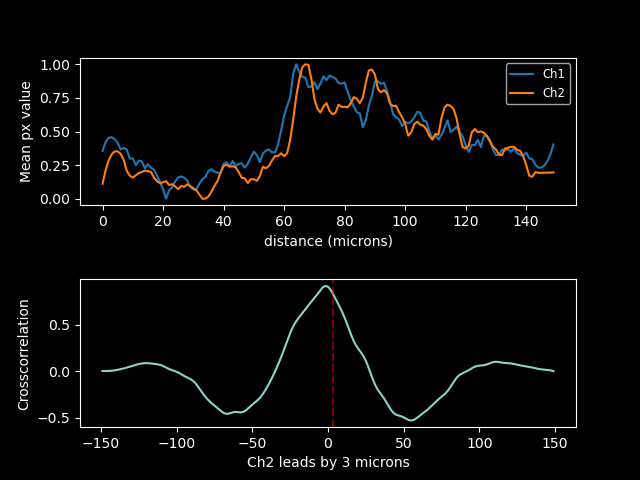 1.00
0.75
0.50
0.25
0.00
Mean px value
Ch1
Ch2
0 20 40 60 80 100 120 140
distance (microns)
0.5
0.0
−0.5
Crosscorrelation
−150 −100 −50 0 50 100 150
Ch2 leads by 3 microns